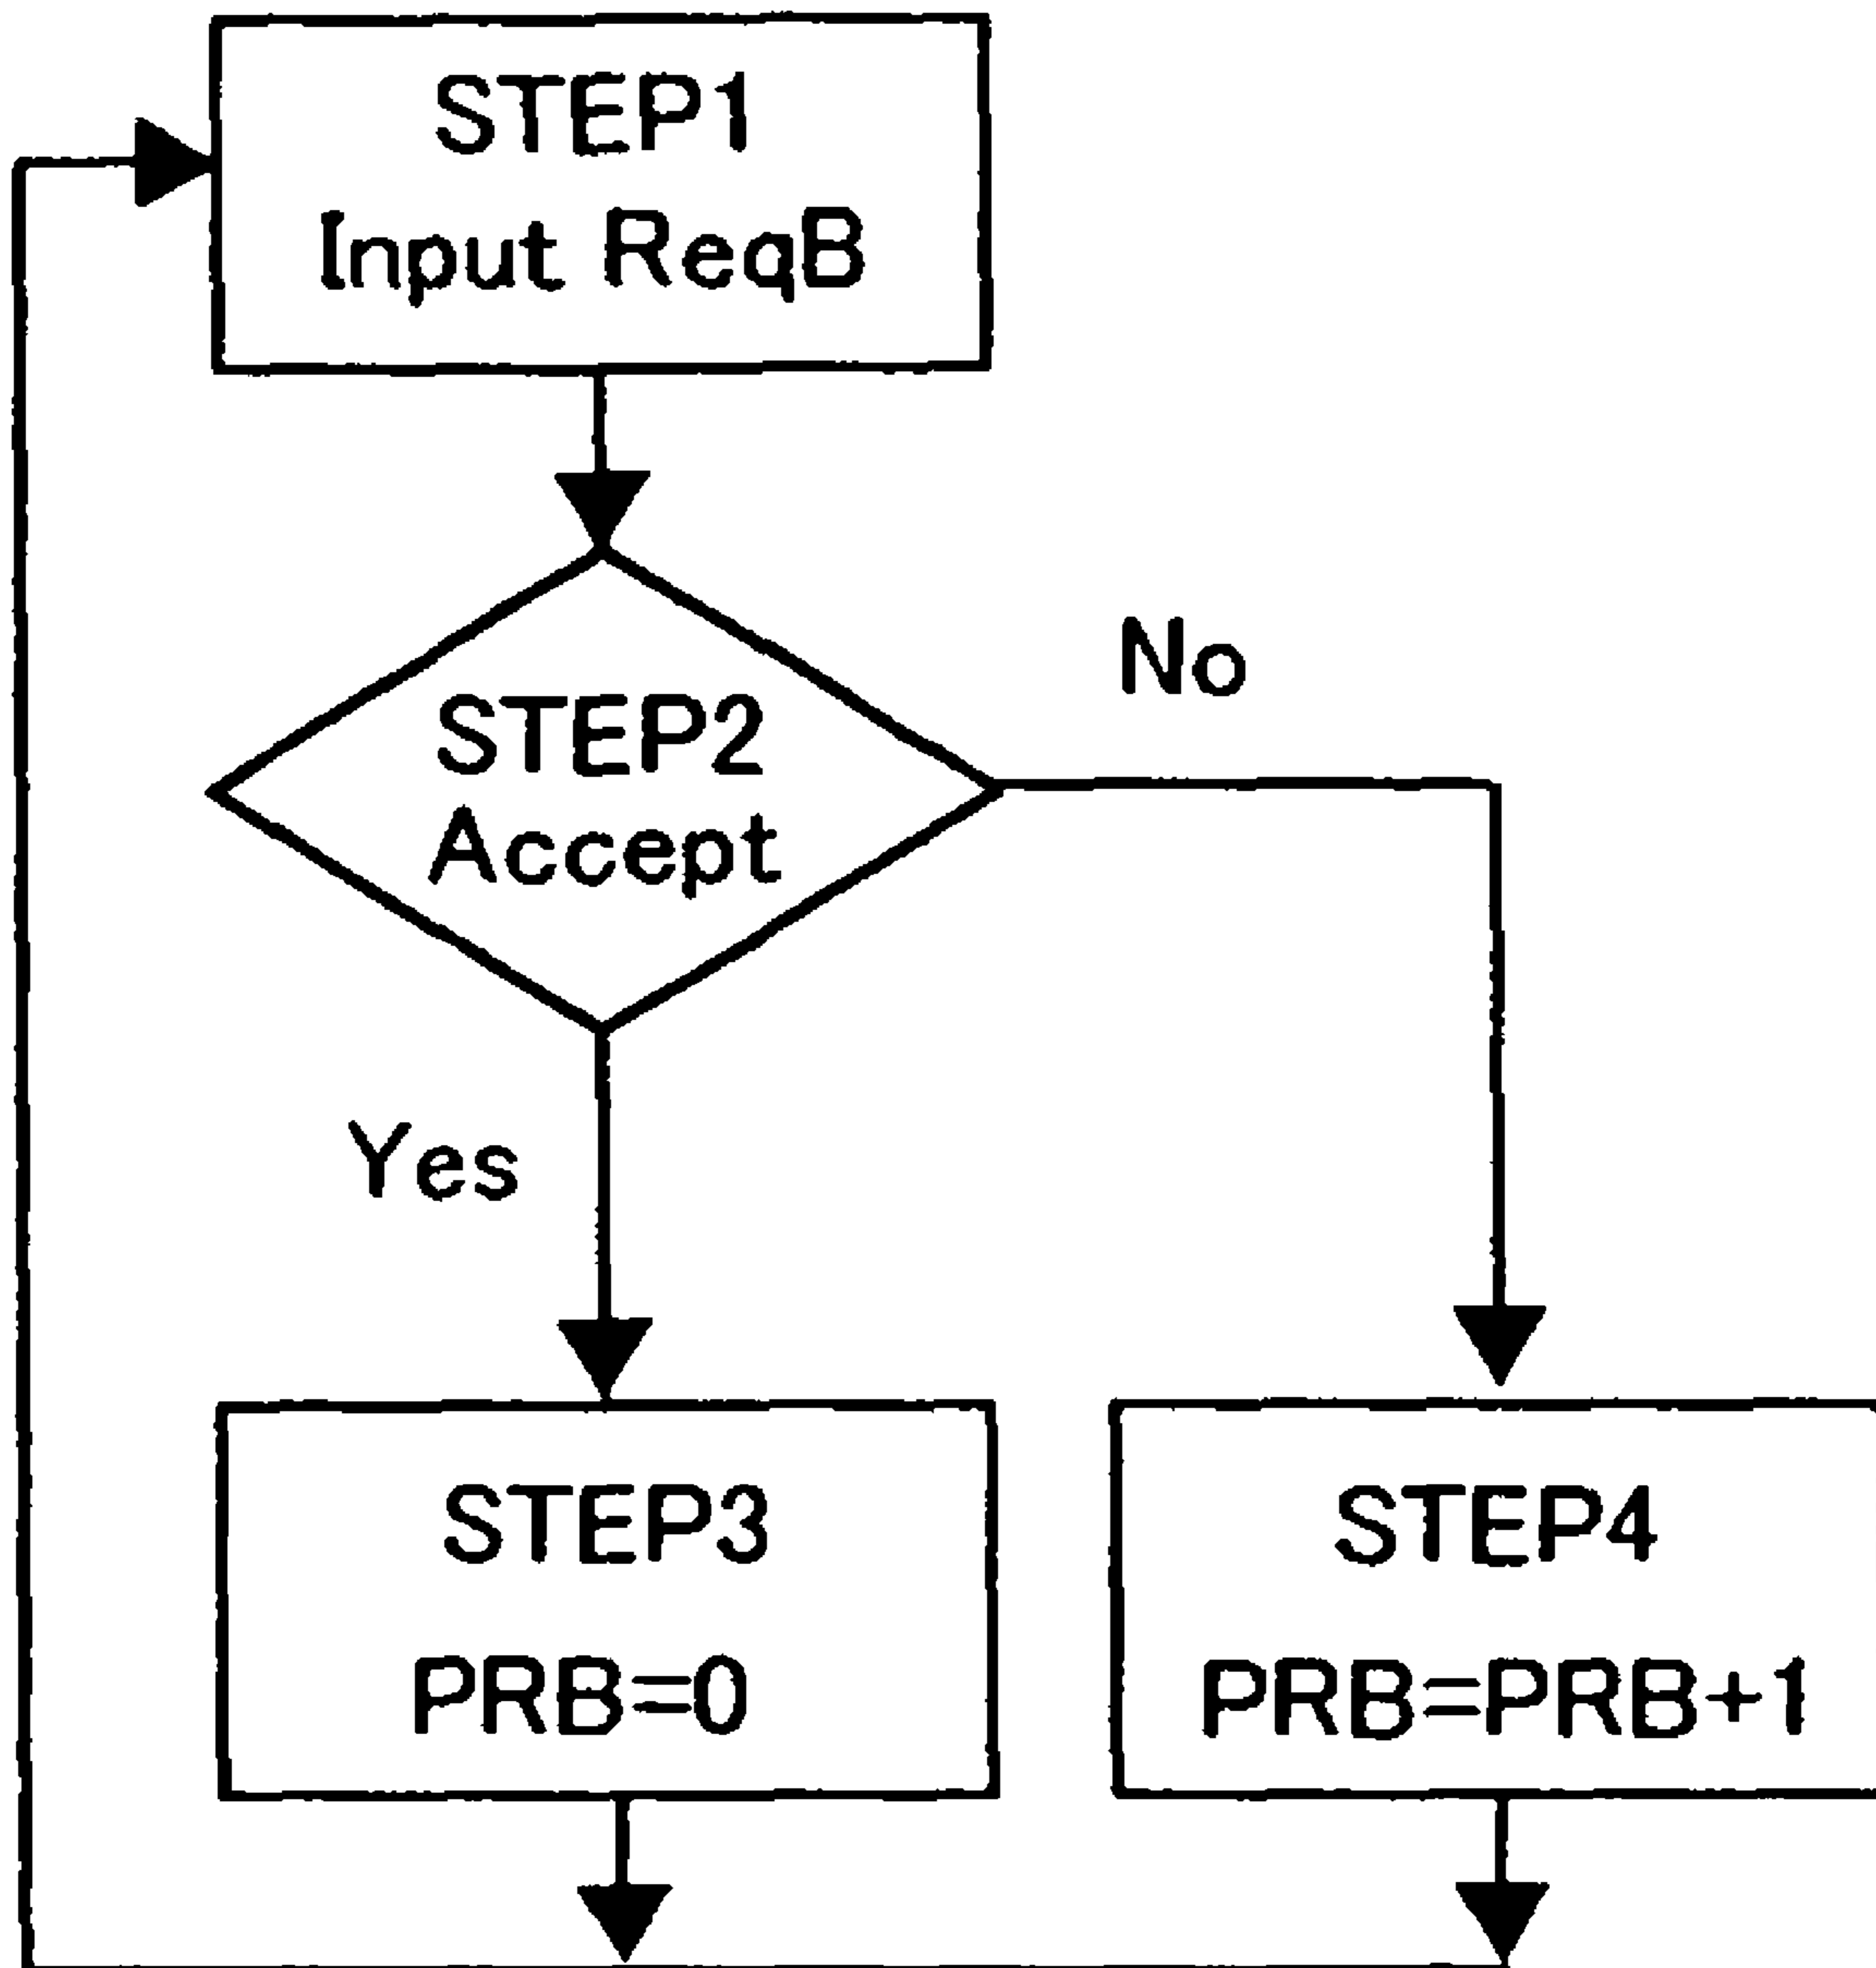 STEP1
Input ReqB
No
STEP2
Accept
Yes
STEP3
PRB=0
STEP4
PRB=PRB+1